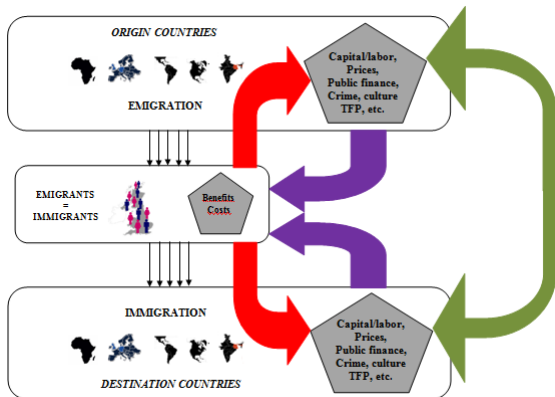 ORIGIN COUNTRIES
EMIGRATION
Capital/labor,
Prices,
Public finance,
Crime, culture
TFP, etc.
EMIGRANTS
=
IMMIGRANTS
Benefits
Costs
IMMIGRATION
DESTINATION COUNTRIES
Capital/labor,
Prices,
Public finance,
Crime, culture
TFP, etc.